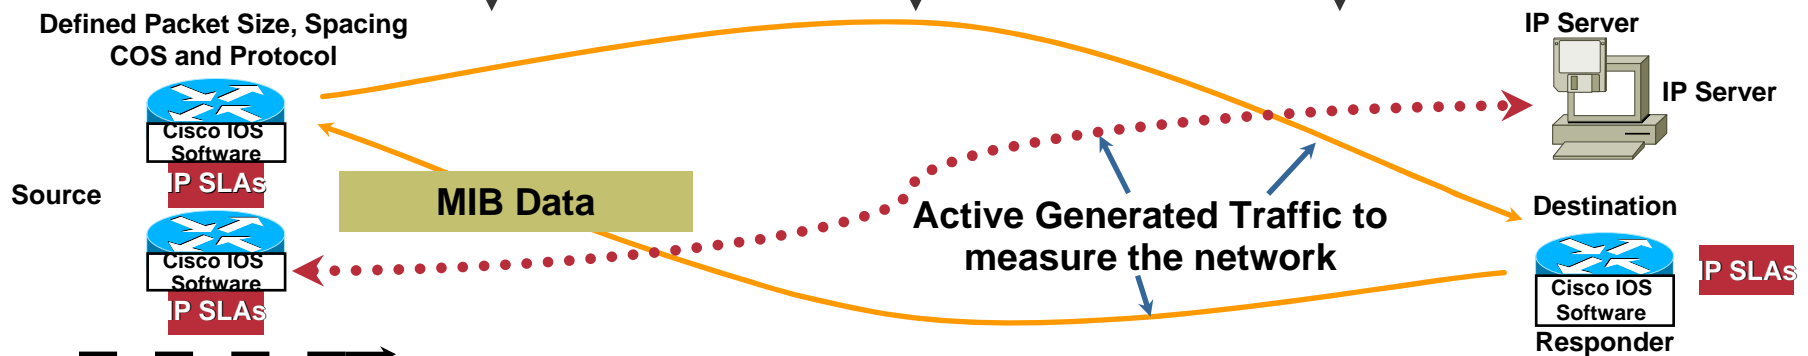 Defined Packet Size, Spacing
COS and Protocol
IP Server
IP Server
Cisco IOS
Software
IP SLAs
Source
MIB Data
Active Generated Traffic to
measure the network
Destination
Cisco IOS
Software
IP SLAs
Cisco IOS
Software
IP SLAs
Responder